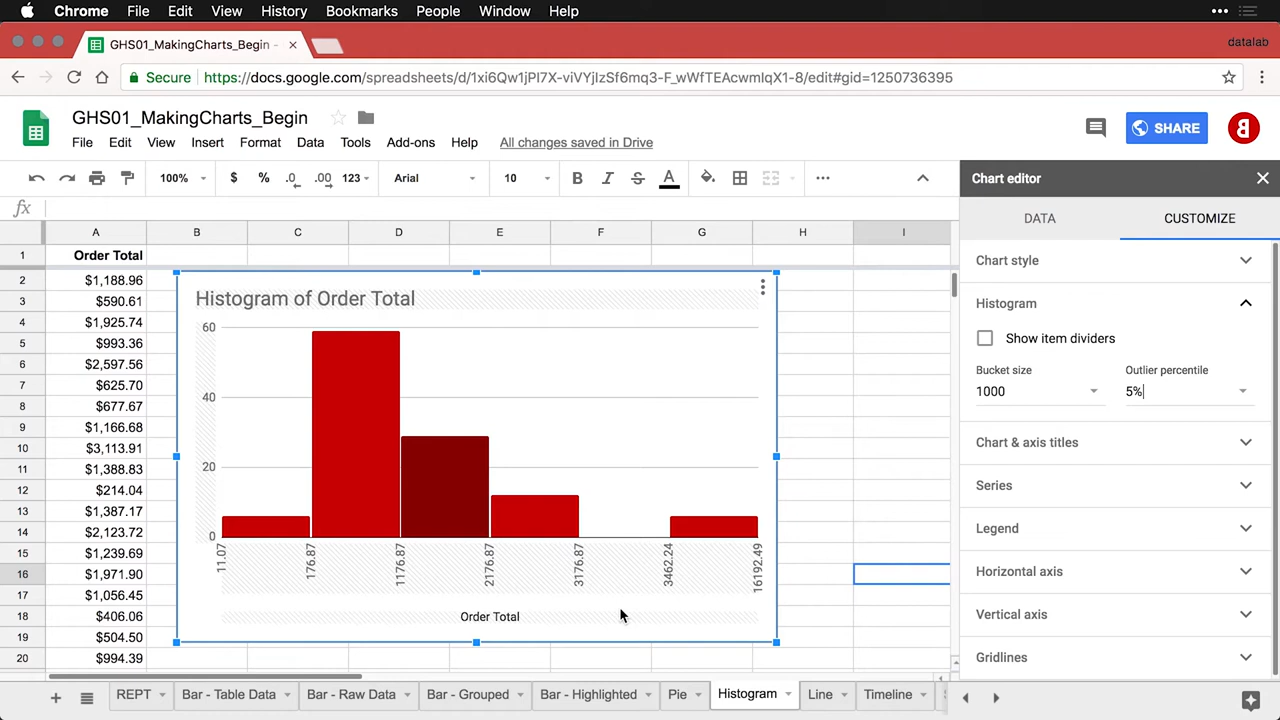 Chrome File Edit View History Bookmarks People Window Help
GHS01_MakingCharts_Begin -
datalab
Secure https://docs.google.com/spreadsheets/d/1xi6Qw1jPl7X-viVYjIzSf6mq3-F_wWfTEAcwmIqX1-8/edit#gid=1250736395
GHS01_MakingCharts_Begin
File Edit View Insert Format Data Tools Add-ons Help All changes saved in Drive
SHARE
100% $ % .0 .00 123 Arial 10 B I S A
Chart editor
fx
DATA CUSTOMIZE
A B C D E F G H I
1 Order Total
2 $1,188.96
3 $590.61
4 $1,925.74
5 $993.36
6 $2,597.56
7 $625.70
8 $677.67
9 $1,166.68
10 $3,113.91
11 $1,388.83
12 $214.04
13 $1,387.17
14 $2,123.72
15 $1,239.69
16 $1,971.90
17 $1,056.45
18 $406.06
19 $504.50
20 $994.39
Histogram of Order Total
60
40
20
0
11.07 176.87 1176.87 2176.87 3176.87 3462.24 16192.49
Order Total
Chart style
Histogram
Show item dividers
Bucket size Outlier percentile
1000 5%
Chart & axis titles
Series
Legend
Horizontal axis
Vertical axis
Gridlines
REPT Bar - Table Data Bar - Raw Data Bar - Grouped Bar - Highlighted Pie Histogram Line Timeline